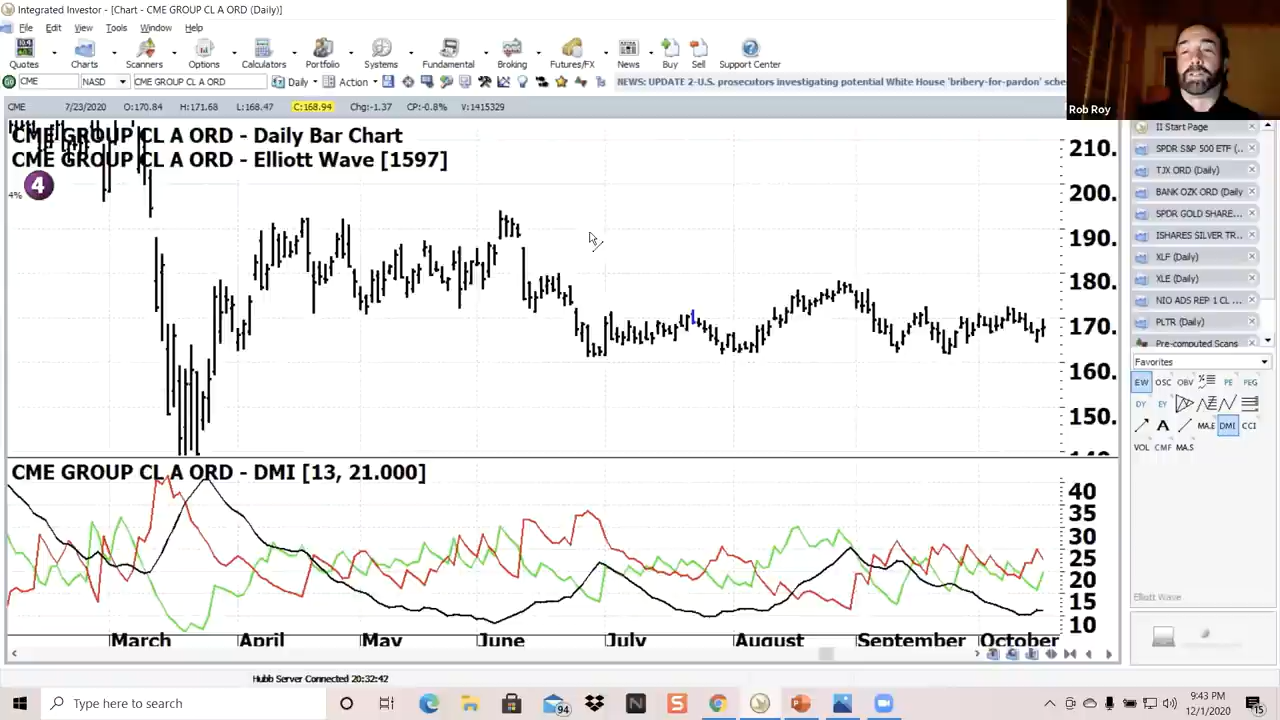 Integrated Investor - [Chart - CME GROUP CL A ORD (Daily)]
File Edit View Tools Window Help
Quotes Charts Scanners Options Calculators Portfolio Systems Fundamental Broking Futures/FX News Buy Sell Support Center
CME NASD CME GROUP CL A ORD Daily Action NEWS: UPDATE 2-U.S. prosecutors investigating potential White House 'bribery-for-pardon' sche
CME 7/23/2020 O:170.84 H:171.68 L:168.47 C:168.94 Chg:-1.37 CP:-0.8% V:1415329
Rob Roy
CME GROUP CL A ORD - Daily Bar Chart
CME GROUP CL A ORD - Elliott Wave [1597]
4% 4
210.
200.
190.
180.
170.
160.
150.
II Start Page
SPDR S&P 500 ETF (..
TJX ORD (Daily)
BANK OZK ORD (Daily
SPDR GOLD SHARE...
ISHARES SILVER TR...
XLF (Daily)
XLE (Daily)
NIO ADS REP 1 CL ...
PLTR (Daily)
Pre-computed Scans
Favorites
EW OSC OBV PE PEG
DY EY
A MA.E DMI CCI
VOL CMF MA.S
Elliott Wave
CME GROUP CL A ORD - DMI [13, 21.000]
40
35
30
25
20
15
10
March April May June July August September October
Hubb Server Connected 20:32:42
Type here to search
94
N
S
9:43 PM
12/1/2020
15